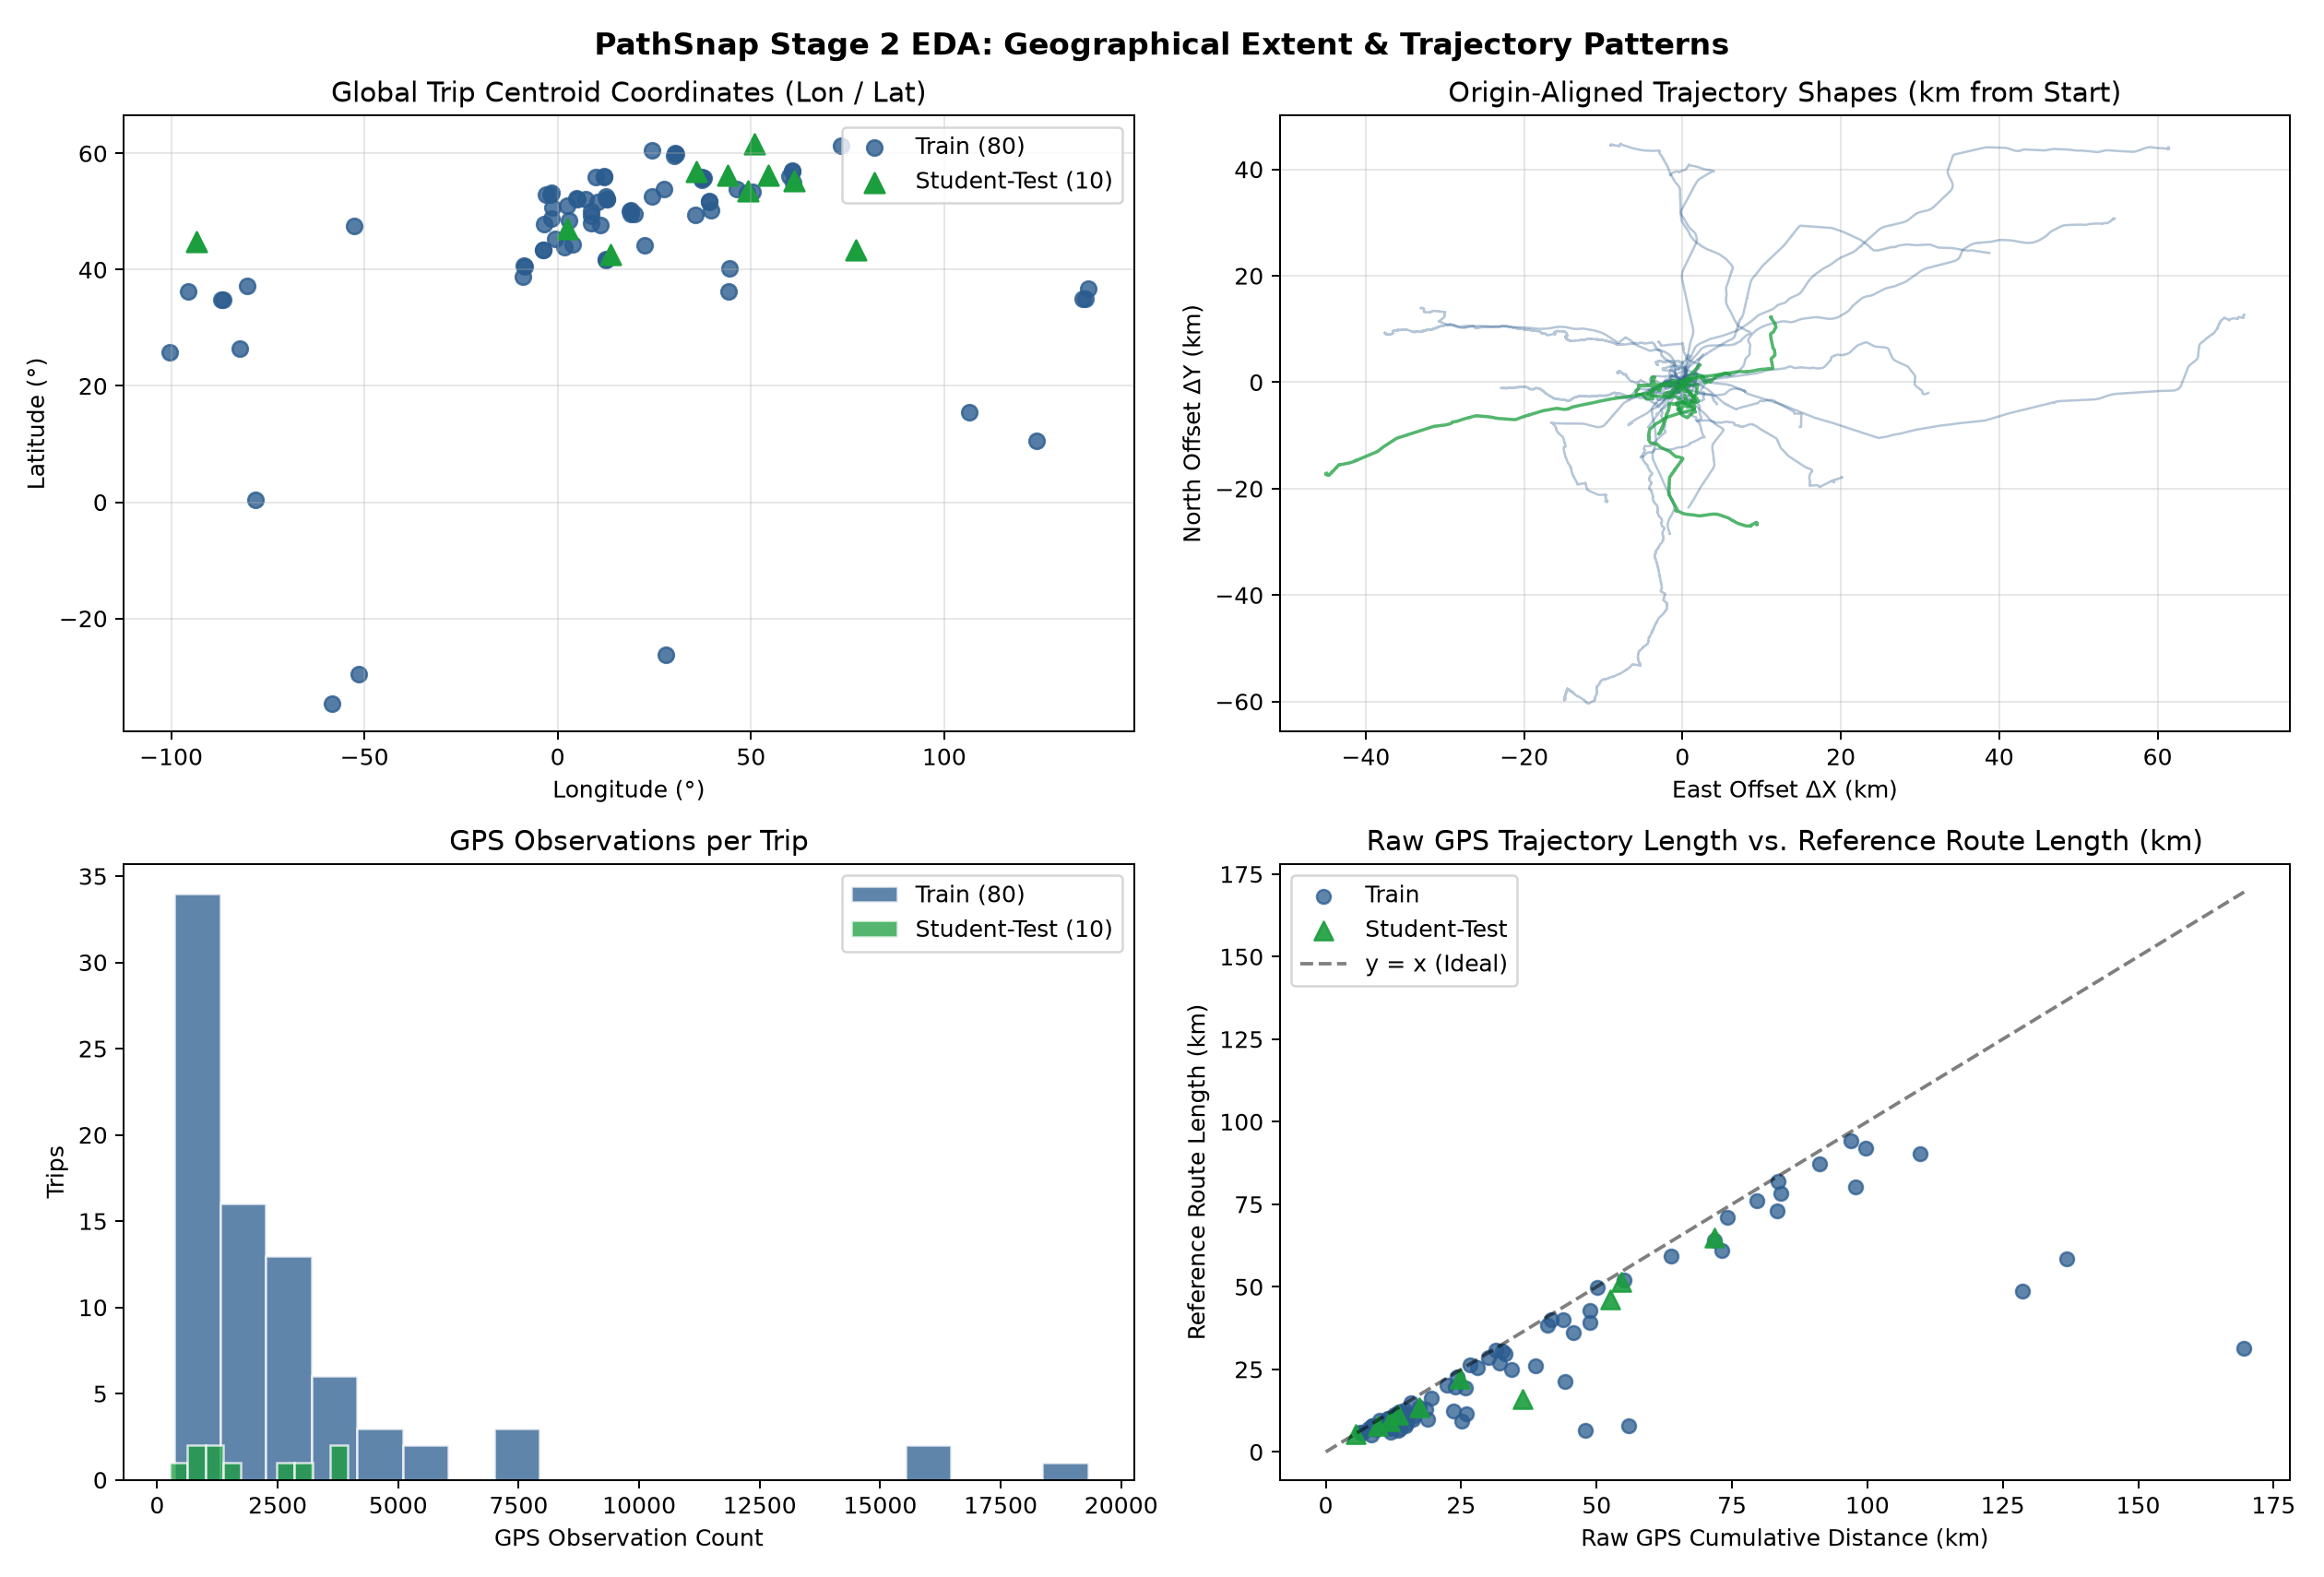 PathSnap Stage 2 EDA: Geographical Extent & Trajectory Patterns
Global Trip Centroid Coordinates (Lon / Lat)
Train (80)
Student-Test (10)
60
40
20
0
−20
Latitude (°)
−100
−50
0
50
100
Longitude (°)
Origin-Aligned Trajectory Shapes (km from Start)
40
20
0
−20
−40
−60
North Offset ΔY (km)
−40
−20
0
20
40
60
East Offset ΔX (km)
GPS Observations per Trip
Train (80)
Student-Test (10)
35
30
25
20
15
10
5
0
Trips
0
2500
5000
7500
10000
12500
15000
17500
20000
GPS Observation Count
Raw GPS Trajectory Length vs. Reference Route Length (km)
Train
Student-Test
y = x (Ideal)
175
150
125
100
75
50
25
0
Reference Route Length (km)
0
25
50
75
100
125
150
175
Raw GPS Cumulative Distance (km)